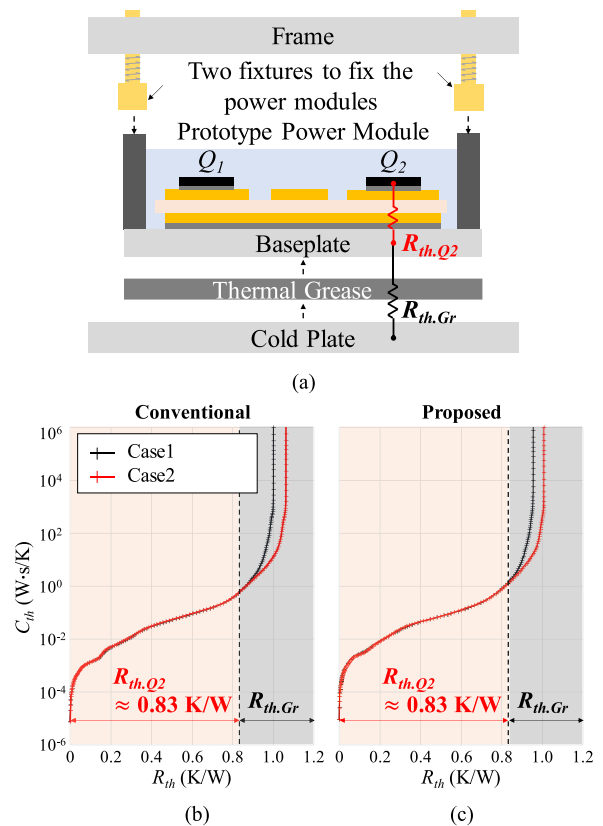 Frame
Two fixtures to fix the
power modules
Prototype Power Module
Q1
Q2
Baseplate
Rth.Q2
Thermal Grease
Rth.Gr
Cold Plate
(a)
Conventional
Proposed
Case1
Case2
10^6
10^4
10^2
10^0
10^-2
10^-4
10^-6
Cth (W·s/K)
Rth.Q2
≈ 0.83 K/W
Rth.Gr
Rth.Q2
≈ 0.83 K/W
Rth.Gr
0 0.2 0.4 0.6 0.8 1.0 1.2
0 0.2 0.4 0.6 0.8 1.0 1.2
Rth (K/W)
Rth (K/W)
(b)
(c)